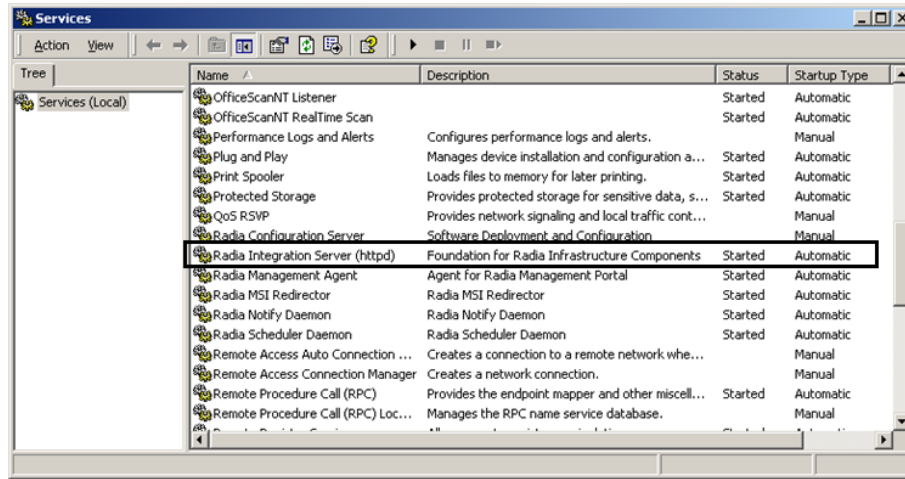 Services
Action View
Tree
Services (Local)
Name Description Status Startup Type
OfficeScanNT Listener Started Automatic
OfficeScanNT RealTime Scan Started Automatic
Performance Logs and Alerts Configures performance logs and alerts. Manual
Plug and Play Manages device installation and configuration a... Started Automatic
Print Spooler Loads files to memory for later printing. Started Automatic
Protected Storage Provides protected storage for sensitive data, s... Started Automatic
QoS RSVP Provides network signaling and local traffic cont... Manual
Radia Configuration Server Software Deployment and Configuration Manual
Radia Integration Server (httpd) Foundation for Radia Infrastructure Components Started Automatic
Radia Management Agent Agent for Radia Management Portal Started Automatic
Radia MSI Redirector Radia MSI Redirector Started Automatic
Radia Notify Daemon Radia Notify Daemon Started Automatic
Radia Scheduler Daemon Radia Scheduler Daemon Started Automatic
Remote Access Auto Connection ... Creates a connection to a remote network whe... Manual
Remote Access Connection Manager Creates a network connection. Manual
Remote Procedure Call (RPC) Provides the endpoint mapper and other miscell... Started Automatic
Remote Procedure Call (RPC) Loc... Manages the RPC name service database. Manual